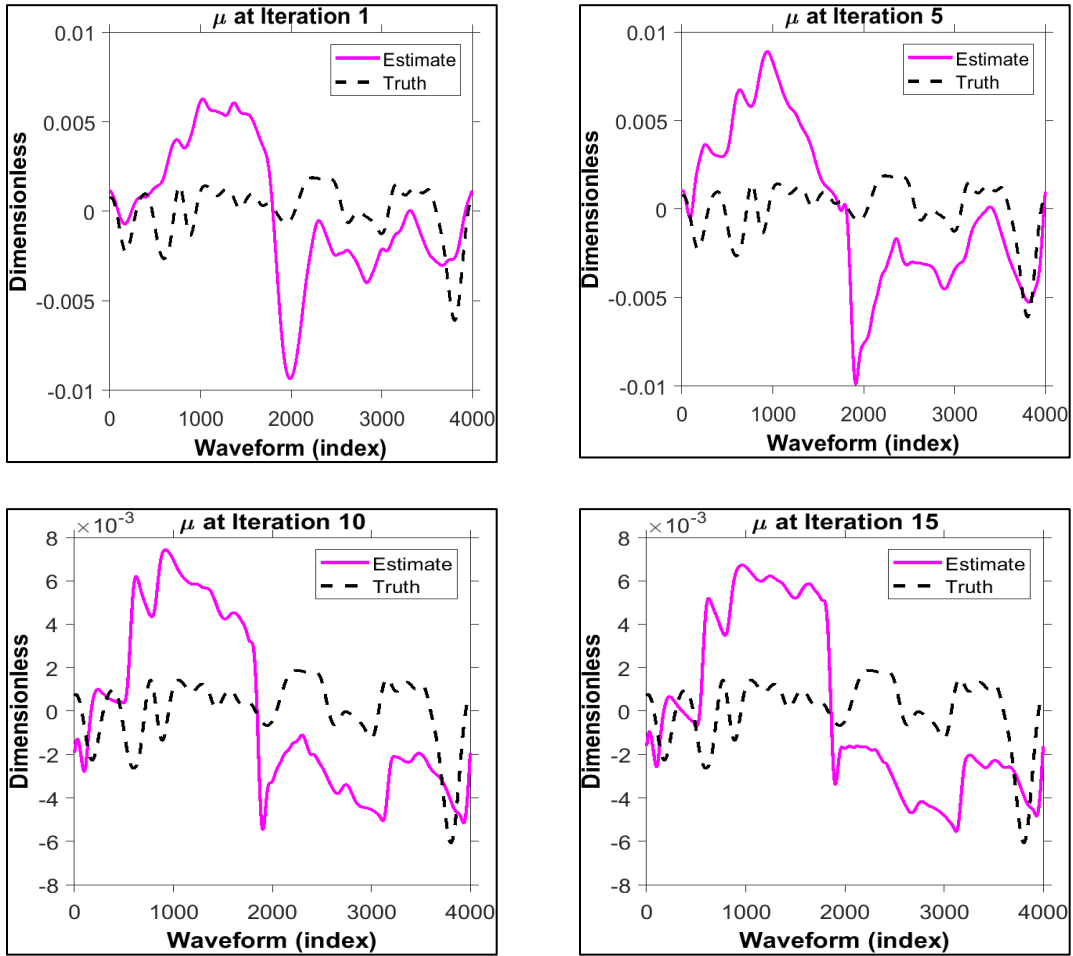 μ at Iteration 1
0.01
0.005
0
-0.005
-0.01
Dimensionless
Estimate
Truth
0 1000 2000 3000 4000
Waveform (index)
μ at Iteration 5
0.01
0.005
0
-0.005
-0.01
Dimensionless
Estimate
Truth
0 1000 2000 3000 4000
Waveform (index)
×10-3
μ at Iteration 10
8
6
4
2
0
-2
-4
-6
-8
Dimensionless
Estimate
Truth
0 1000 2000 3000 4000
Waveform (index)
×10-3
μ at Iteration 15
8
6
4
2
0
-2
-4
-6
-8
Dimensionless
Estimate
Truth
0 1000 2000 3000 4000
Waveform (index)